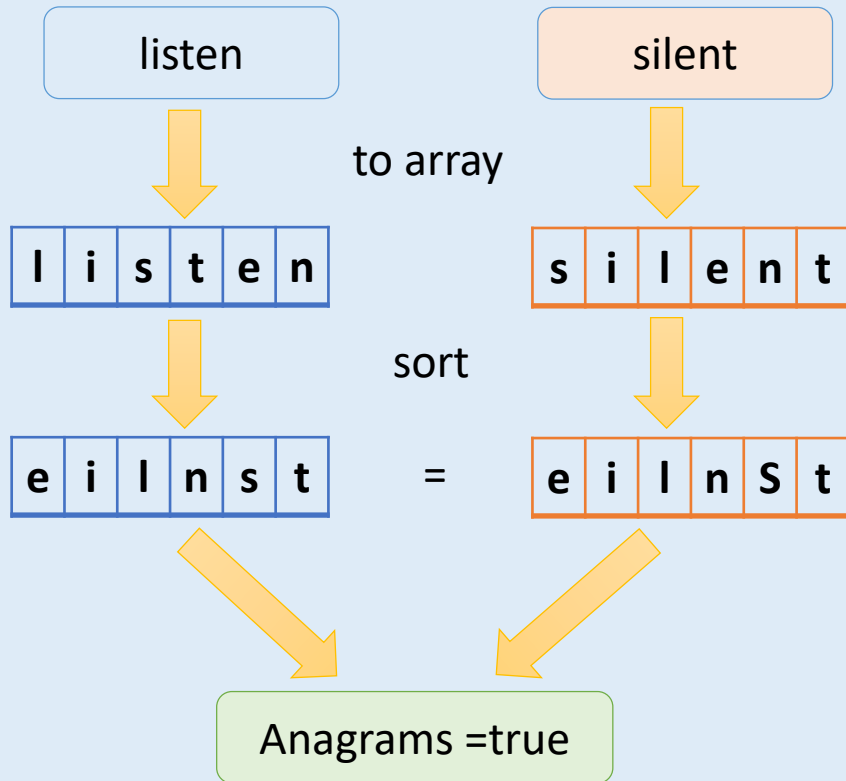 listen
silent
to array
l i s t e n
s i l e n t
sort
e i l n s t
=
e i l n S t
Anagrams =true